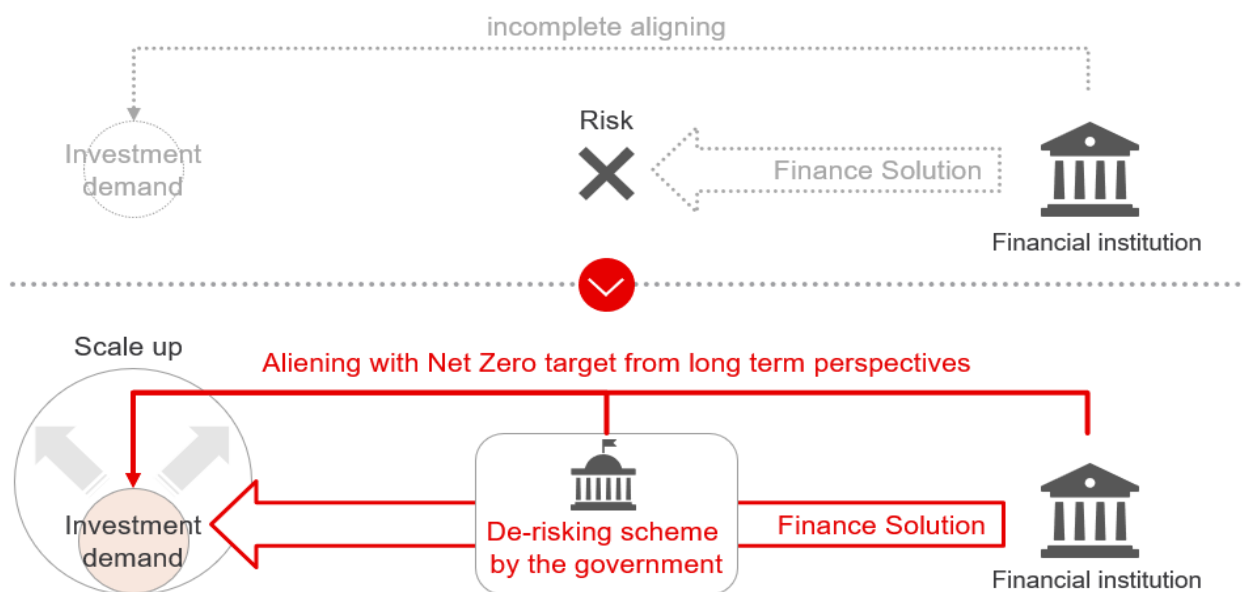 incomplete aligning
Risk
Investment
demand
Finance Solution
Financial institution
Scale up
Aliening with Net Zero target from long term perspectives
Investment
demand
De-risking scheme
by the government
Finance Solution
Financial institution